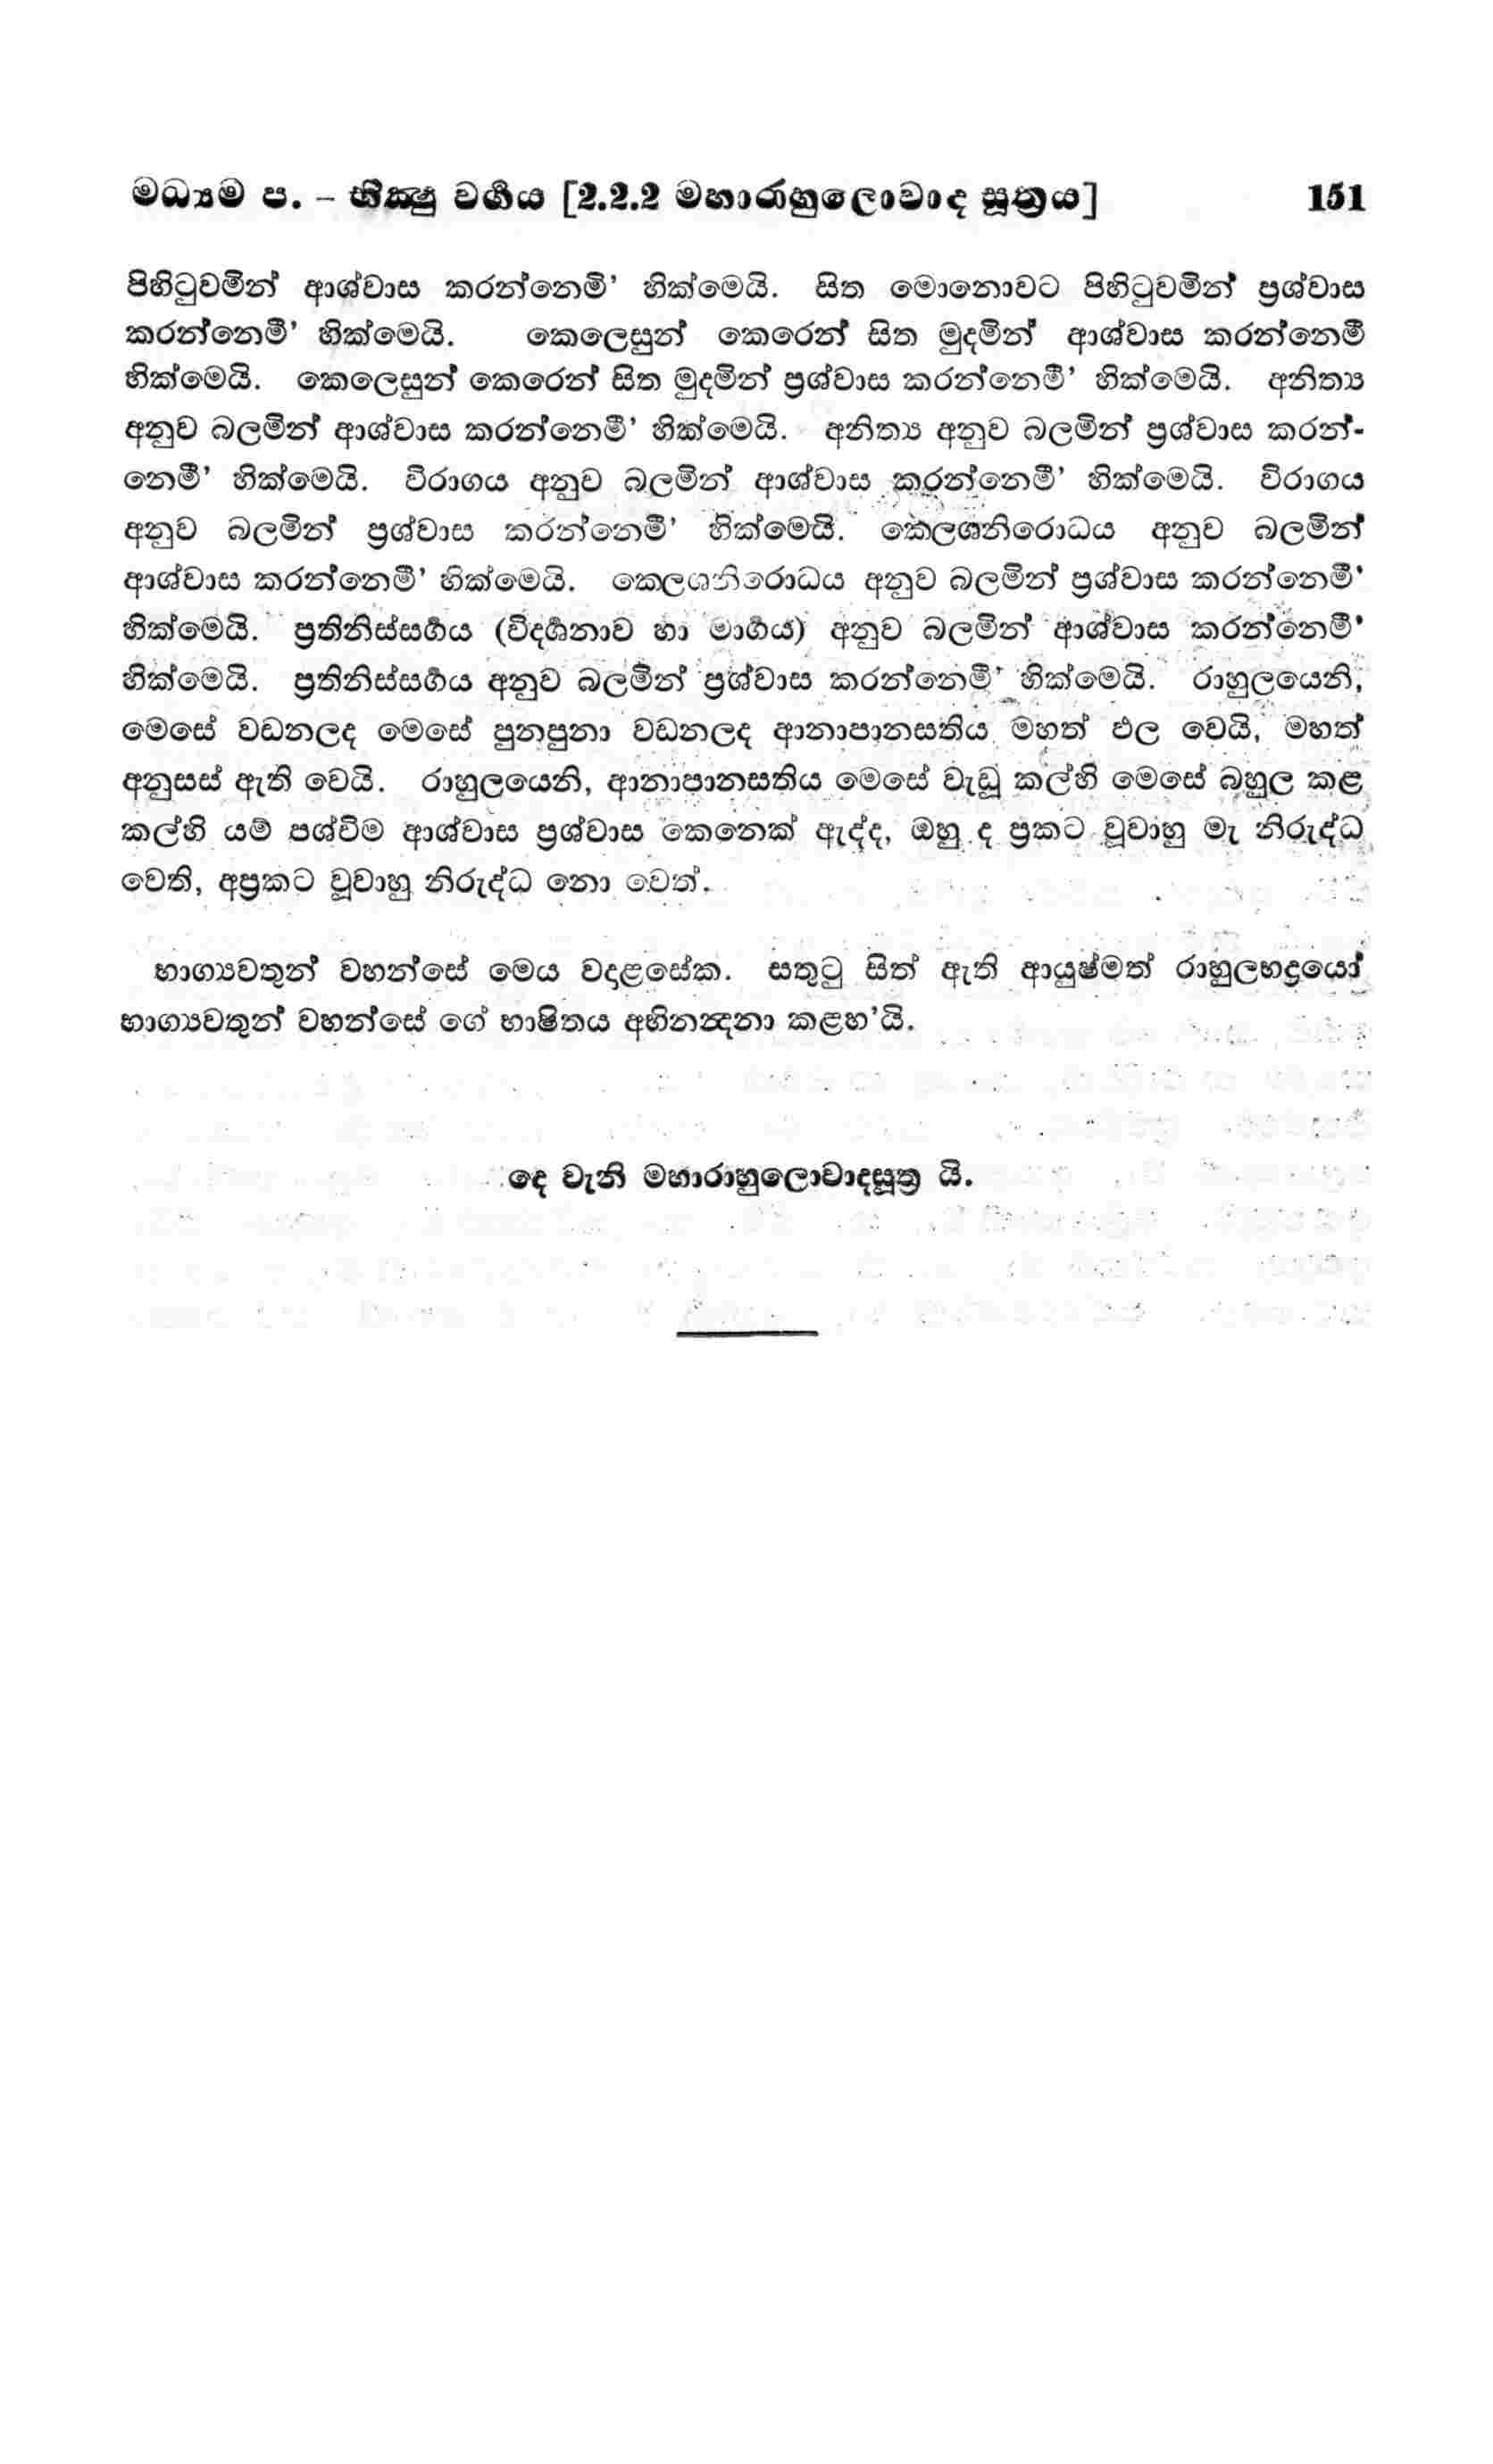 මධ්‍යම ප. – භික්ෂු වර්‍ගය [2.2.2 මහාරාහුලොවාද සූත්‍රය] 151
පිහිටුවමින් ආශ්වාස කරන්නෙමි’ හික්මෙයි. සිත මොනොවට පිහිටුවමින් ප්‍රශ්වාස
කරන්නෙමී’ හික්මෙයි. කෙලෙසුන් කෙරෙන් සිත මුදමින් ආශ්වාස කරන්නෙමී
හික්මෙයි. කෙලෙසුන් කෙරෙන් සිත මුදමින් ප්‍රශ්වාස කරන්නෙමී’ හික්මෙයි. අනිත්‍ය
අනුව බලමින් ආශ්වාස කරන්නෙමී’ හික්මෙයි. අනිත්‍ය අනුව බලමින් ප්‍රශ්වාස කරන්-
නෙමී’ හික්මෙයි. විරාගය අනුව බලමින් ආශ්වාස කරන්නෙමී’ හික්මෙයි. විරාගය
අනුව බලමින් ප්‍රශ්වාස කරන්නෙමී’ හික්මෙයි. කෙලශනිරොධය අනුව බලමින්
ආශ්වාස කරන්නෙමී’ හික්මෙයි. කෙලශනිරොධය අනුව බලමින් ප්‍රශ්වාස කරන්නෙමී’
හික්මෙයි. ප්‍රතිනිස්සර්‍ගය (විදර්‍ශනාව හා මාර්‍ගය) අනුව බලමින් ආශ්වාස කරන්නෙමී’
හික්මෙයි. ප්‍රතිනිස්සර්‍ගය අනුව බලමින් ප්‍රශ්වාස කරන්නෙමී’ හික්මෙයි. රාහුලයෙනි,
මෙසේ වඩනලද මෙසේ පුනපුනා වඩනලද ආනාපානසතිය මහත් ඵල වෙයි, මහත්
අනුසස් ඇති වෙයි. රාහුලයෙනි, ආනාපානසතිය මෙසේ වැඩූ කල්හි මෙසේ බහුල කළ
කල්හි යම් පශ්චිම ආශ්වාස ප්‍රශ්වාස කෙනෙක් ඇද්ද, ඔහු ද ප්‍රකට වූවාහු මැ නිරුද්ධ
වෙති, අප්‍රකට වූවාහු නිරුද්ධ නො වෙත්.
භාග්‍යවතුන් වහන්සේ මෙය වදාළසේක. සතුටු සිත් ඇති ආයුෂ්මත් රාහුලභද්‍රයෝ
භාග්‍යවතුන් වහන්සේ ගේ භාෂිතය අභිනන්‍දනා කළහ’යි.
දෙ වැනි මහාරාහුලොවාදසූත්‍ර යි.